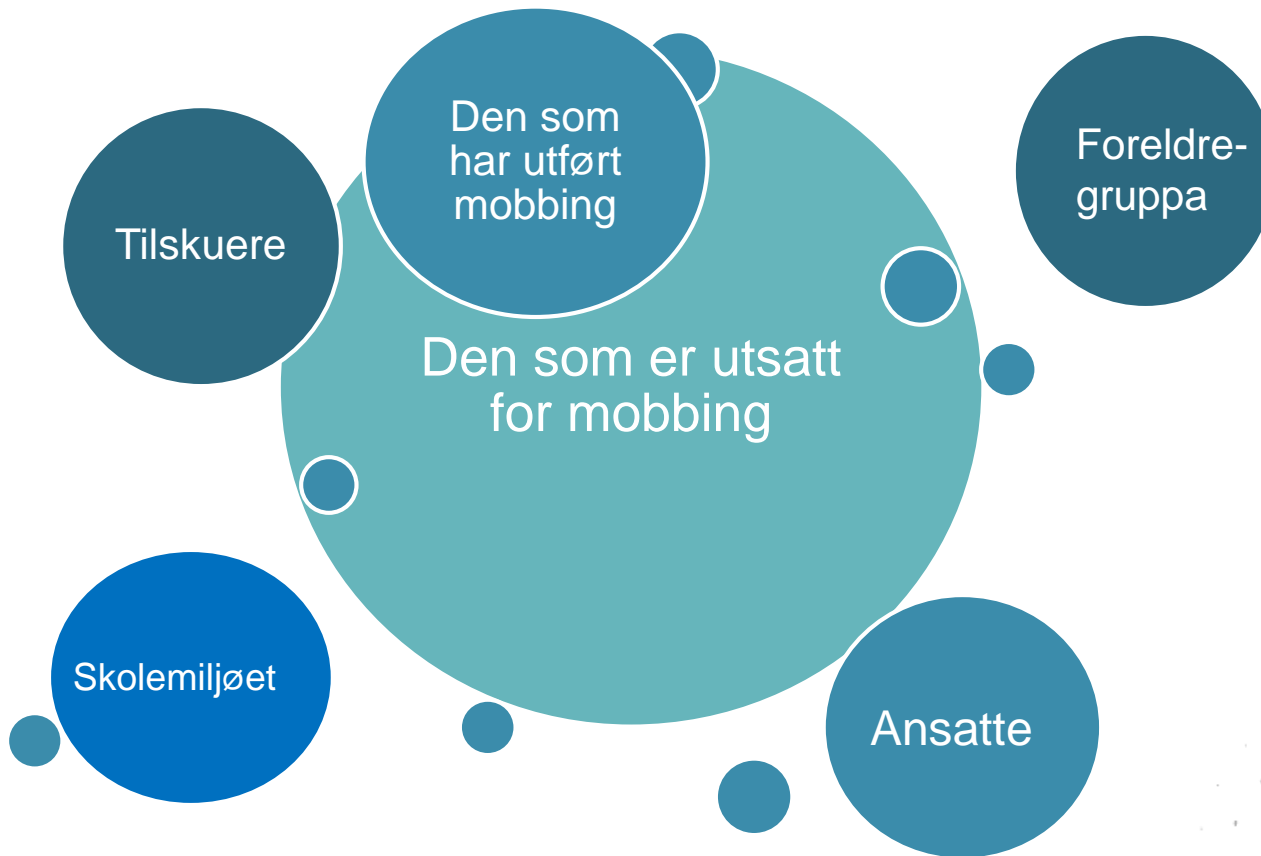 Den som
har utført
mobbing
Foreldre-
gruppa
Tilskuere
Den som er utsatt
for mobbing
Skolemiljøet
Ansatte